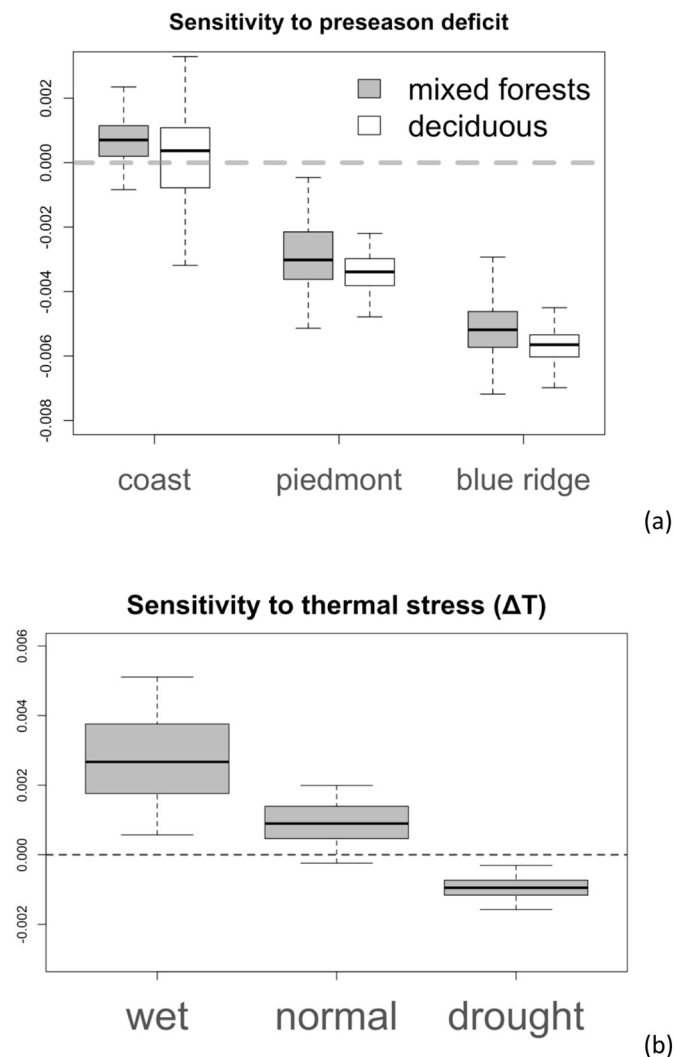 Sensitivity to preseason deficit
mixed forests
deciduous
0.002
0.000
-0.002
-0.004
-0.006
-0.008
coast piedmont blue ridge
(a)
Sensitivity to thermal stress (ΔT)
0.006
0.004
0.002
0.000
-0.002
wet normal drought
(b)